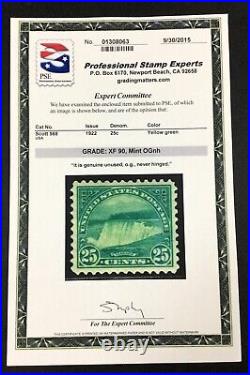 No. 01308063
9/30/2015
PSE
Professional Stamp Experts
P.O. Box 6170, Newport Beach, CA 92658
gradingmatters.com
Expert Committee
We have examined the enclosed item submitted to PSE, of which
an image is shown below, and are of the opinion that:
Cat No. Issue Denom. Color
Scott 568 1922 25c Yellow green
USA
GRADE: XF 90, Mint OGnh
"it is genuine unused, o.g., never hinged."
UNITED STATES POSTAGE
25 CENTS 25
For The Expert Committee